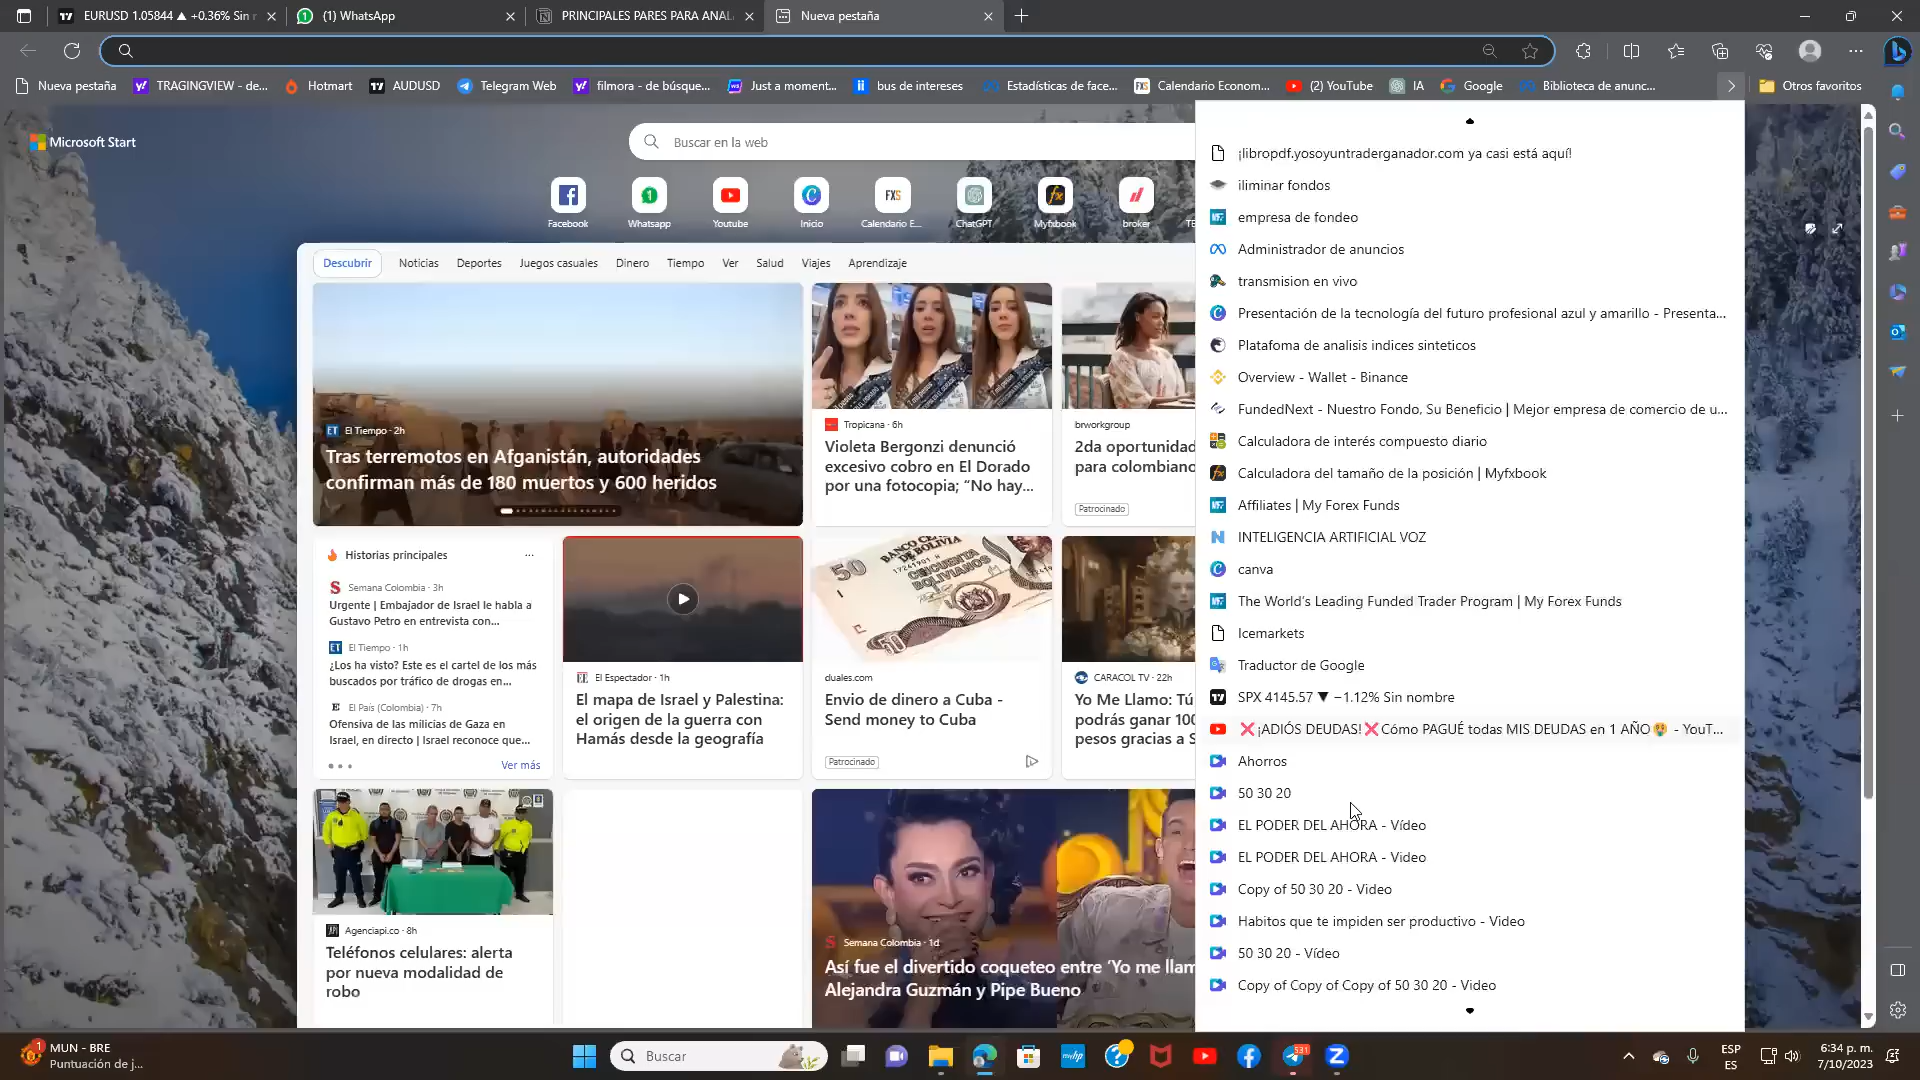 EURUSD 1.05844 ▲ +0.36% Sin n
(1) WhatsApp
PRINCIPALES PARES PARA ANAL
Nueva pestaña
Nueva pestaña
TRAGINGVIEW - de...
Hotmart
AUDUSD
Telegram Web
filmora - de búsque...
Just a moment...
bus de intereses
Estadísticas de face...
Calendario Econom...
(2) YouTube
IA
Google
Biblioteca de anunc...
Otros favoritos
Microsoft Start
Buscar en la web
Facebook
Whatsapp
Youtube
Inicio
Calendario E...
ChatGPT
Myfxbook
broker
Descubrir
Noticias
Deportes
Juegos casuales
Dinero
Tiempo
Ver
Salud
Viajes
Aprendizaje
El Tiempo · 2h
Tras terremotos en Afganistán, autoridades
confirman más de 180 muertos y 600 heridos
Tropicana · 6h
Violeta Bergonzi denunció
excesivo cobro en El Dorado
por una fotocopia; “No hay...
brworkgroup
2da oportunidad
para colombiano
Patrocinado
Historias principales
Semana Colombia · 3h
Urgente | Embajador de Israel le habla a
Gustavo Petro en entrevista con...
El Tiempo · 1h
¿Los ha visto? Este es el cartel de los más
buscados por tráfico de drogas en...
El País (Colombia) · 7h
Ofensiva de las milicias de Gaza en
Israel, en directo | Israel reconoce que...
Ver más
El Espectador · 1h
El mapa de Israel y Palestina:
el origen de la guerra con
Hamás desde la geografía
duales.com
Envio de dinero a Cuba -
Send money to Cuba
Patrocinado
CARACOL TV · 22h
Yo Me Llamo: Tú
podrás ganar 100
pesos gracias a S
Agenciapi.co · 8h
Teléfonos celulares: alerta
por nueva modalidad de
robo
Semana Colombia · 1d
Así fue el divertido coqueteo entre ‘Yo me llam
Alejandra Guzmán y Pipe Bueno
¡libropdf.yosoyuntraderganador.com ya casi está aquí!
iliminar fondos
empresa de fondeo
Administrador de anuncios
transmision en vivo
Presentación de la tecnología del futuro profesional azul y amarillo - Presenta...
Platafoma de analisis indices sinteticos
Overview - Wallet - Binance
FundedNext - Nuestro Fondo, Su Beneficio | Mejor empresa de comercio de u...
Calculadora de interés compuesto diario
Calculadora del tamaño de la posición | Myfxbook
Affiliates | My Forex Funds
INTELIGENCIA ARTIFICIAL VOZ
canva
The World's Leading Funded Trader Program | My Forex Funds
Icemarkets
Traductor de Google
SPX 4145.57 ▼ −1.12% Sin nombre
❌¡ADIÓS DEUDAS!❌Cómo PAGUÉ todas MIS DEUDAS en 1 AÑO🤑 - YouT...
Ahorros
50 30 20
EL PODER DEL AHORA - Vídeo
EL PODER DEL AHORA - Video
Copy of 50 30 20 - Video
Habitos que te impiden ser productivo - Video
50 30 20 - Vídeo
Copy of Copy of Copy of 50 30 20 - Video
MUN - BRE
Puntuación de j...
Buscar
ESP
ES
6:34 p. m.
7/10/2023